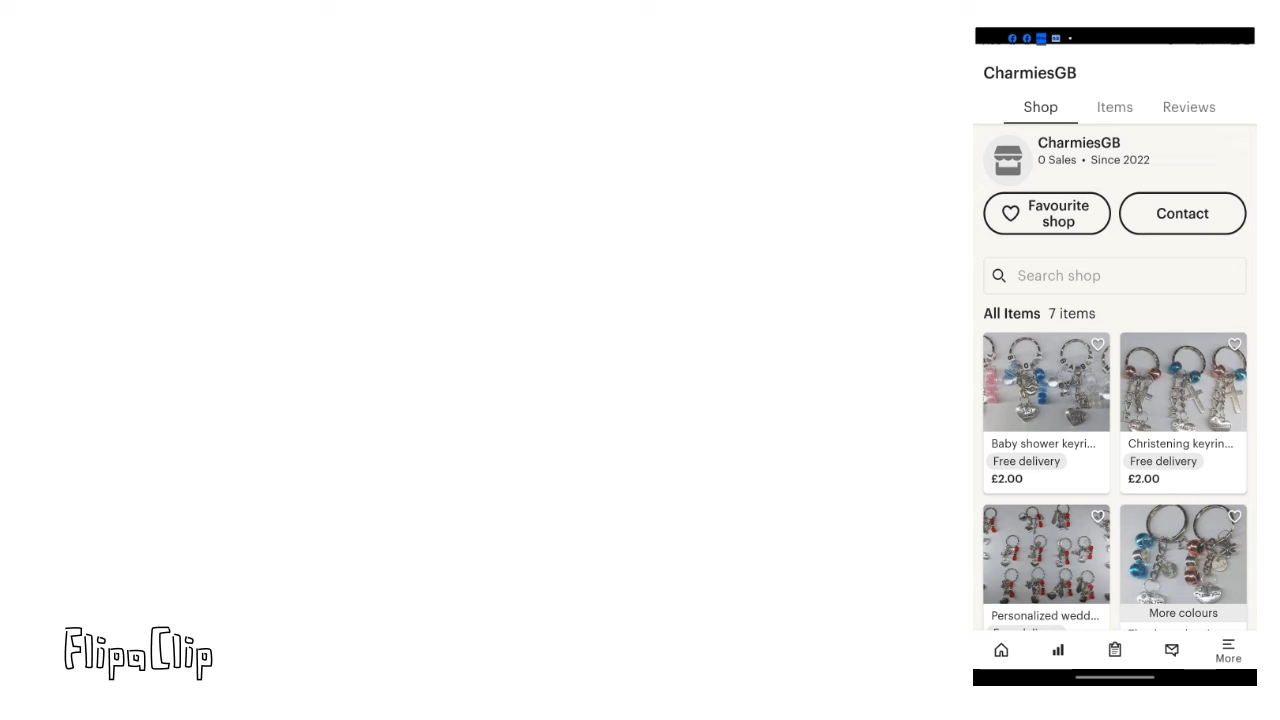 CharmiesGB
Shop Items Reviews
CharmiesGB
0 Sales • Since 2022
Favourite
shop
Contact
Search shop
All Items 7 items
Baby shower keyri...
Free delivery
£2.00
Christening keyrin...
Free delivery
£2.00
Personalized wedd...
More colours
More
FlipaClip